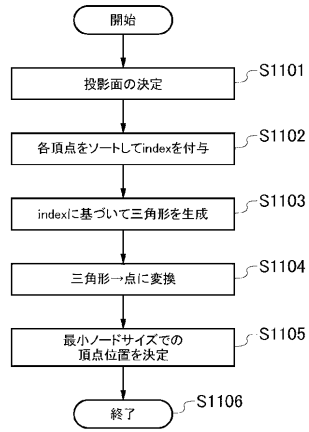 開始
投影面の決定
S1101
各頂点をソートしてindexを付与
S1102
indexに基づいて三角形を生成
S1103
三角形→点に変換
S1104
最小ノードサイズでの
頂点位置を決定
S1105
終了
S1106